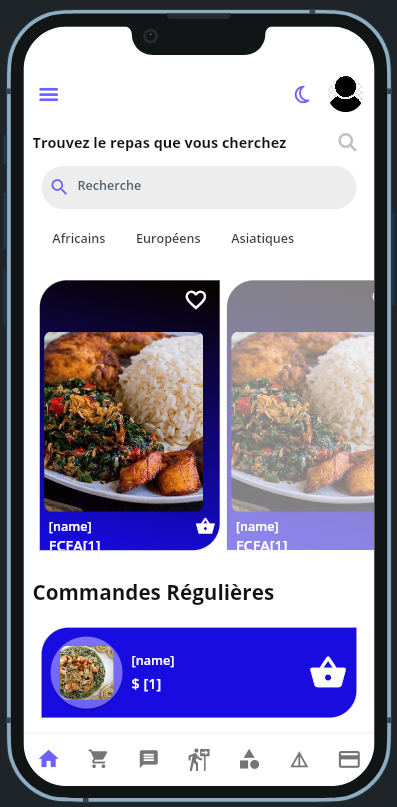 Trouvez le repas que vous cherchez
Recherche
Africains Européens Asiatiques
[name] [name]
FCFA[1] FCFA[1]
Commandes Régulières
[name]
$ [1]